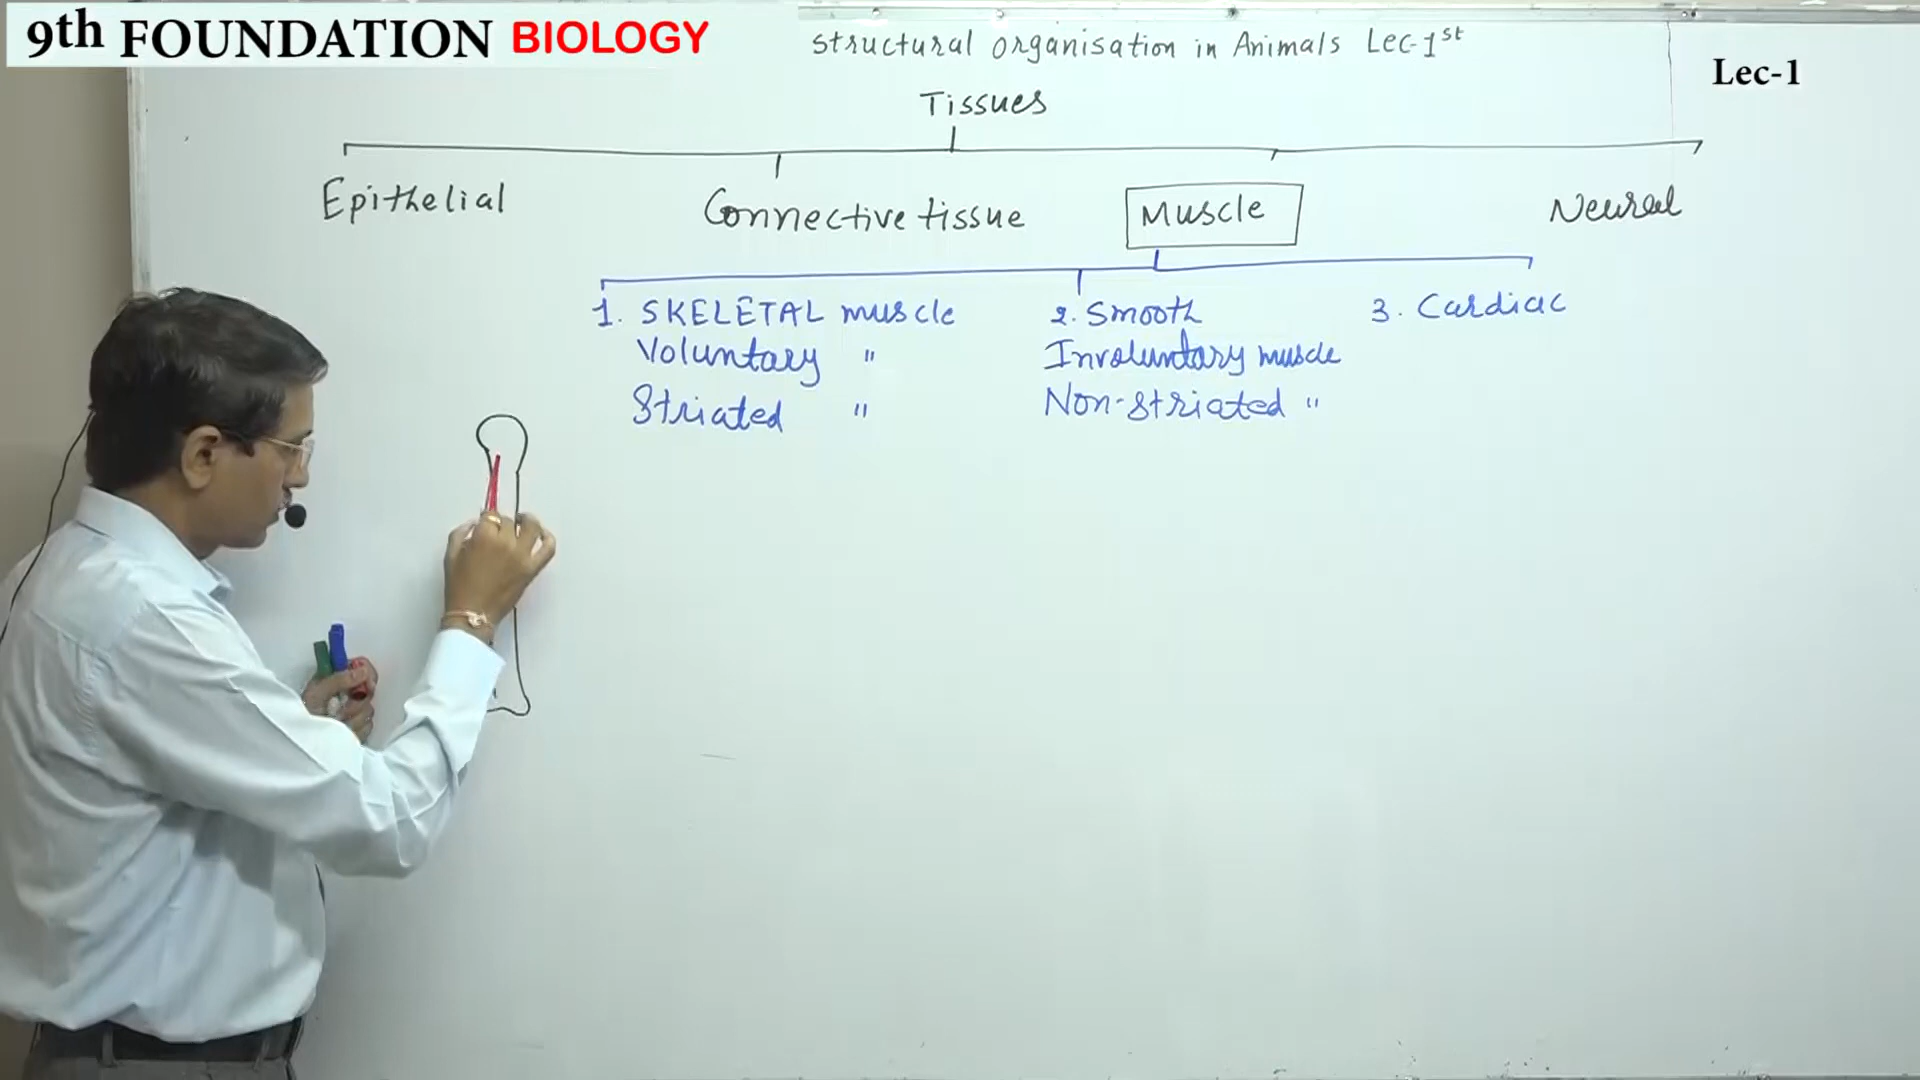 9th FOUNDATION BIOLOGY
Structural Organisation in Animals Lec-1st
Lec-1
Tissues
Epithelial
Connective tissue
Muscle
Neural
1. SKELETAL muscle
Voluntary "
Striated "
2. Smooth
Involuntary muscle
Non-Striated "
3. Cardiac